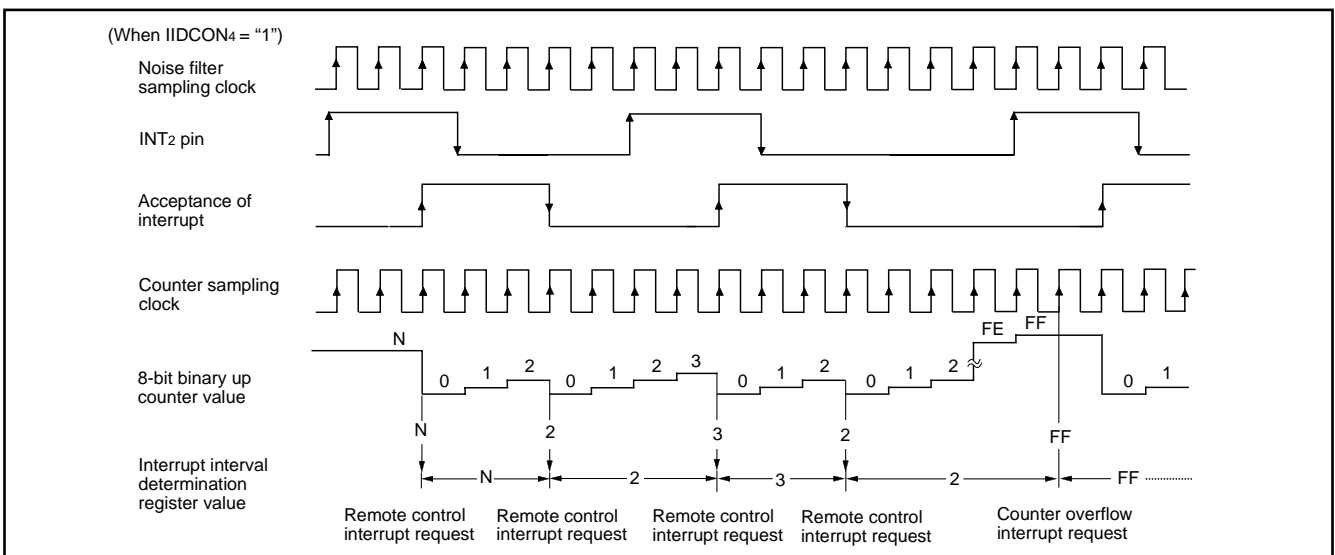 (When IIDCON4 = “1”)
Noise filter
sampling clock
INT2 pin
Acceptance of
interrupt
Counter sampling
clock
N 0 1 2 0 1 2 3 0 1 2 0 1 2 FE FF 0 1
8-bit binary up
counter value
N 2 3 2 FF
Interrupt interval
determination
register value
N 2 3 2 FF
Remote control
interrupt request
Remote control
interrupt request
Remote control
interrupt request
Remote control
interrupt request
Counter overflow
interrupt request